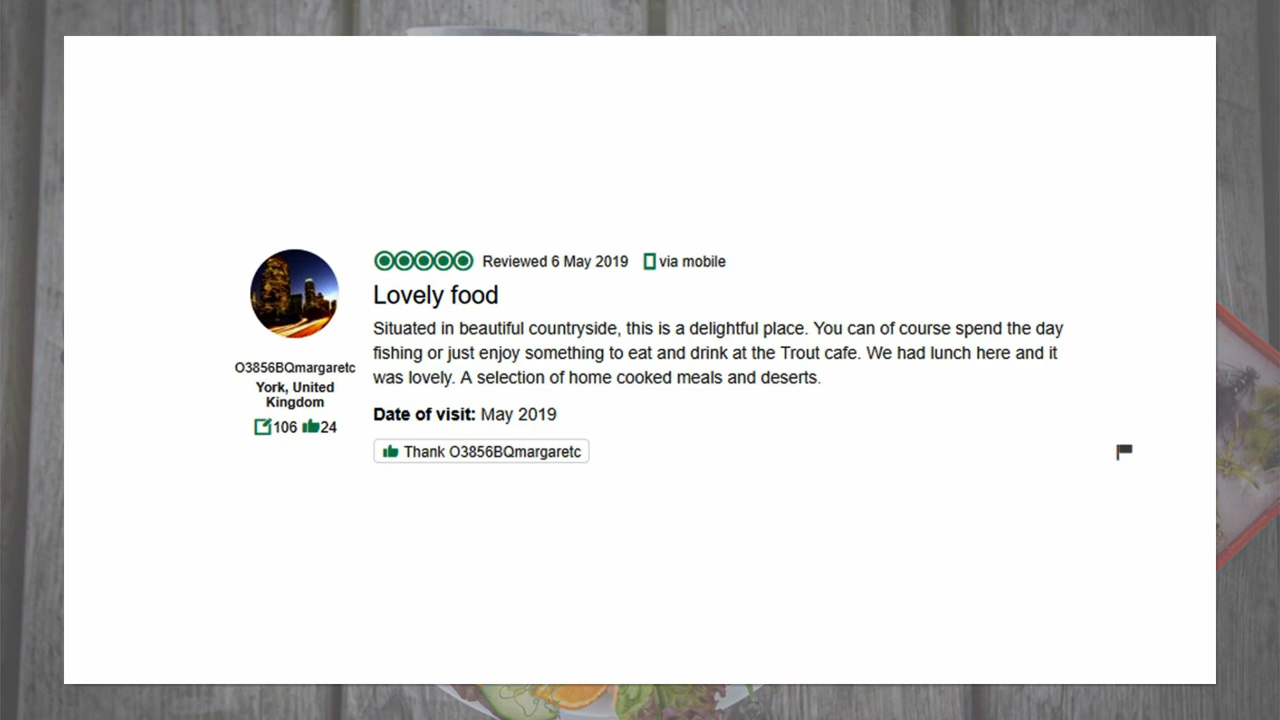 Reviewed 6 May 2019 via mobile
Lovely food
Situated in beautiful countryside, this is a delightful place. You can of course spend the day
fishing or just enjoy something to eat and drink at the Trout cafe. We had lunch here and it
was lovely. A selection of home cooked meals and deserts.
Date of visit: May 2019
Thank O3856BQmargaretc
O3856BQmargaretc
York, United
Kingdom
106 24